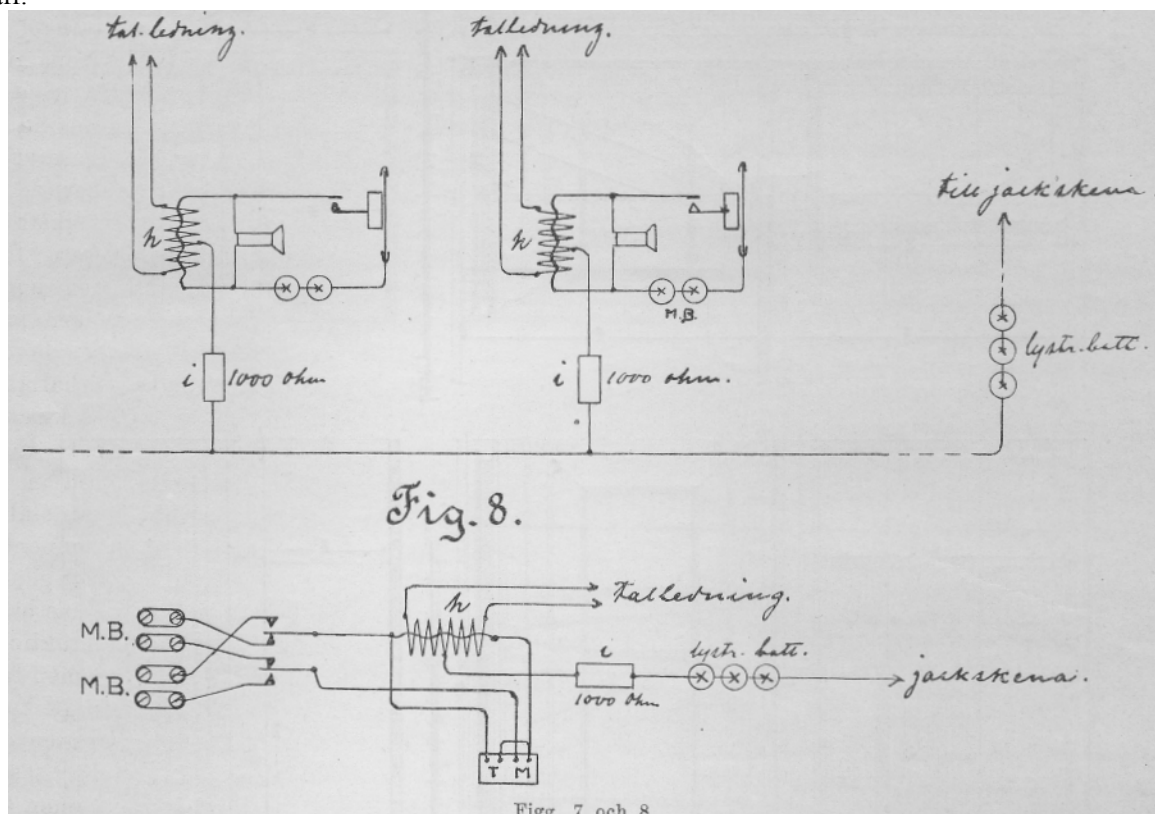 tal.ledning.
talledning.
till jackskena.
h
h
M.B.
lystr. batt.
i 1000 ohm.
i 1000 ohm.
Fig. 8.
talledning.
h
M.B.
M.B.
i
1000 ohm
lystr. batt.
jackskena.
T M
Figg. 7 och 8.